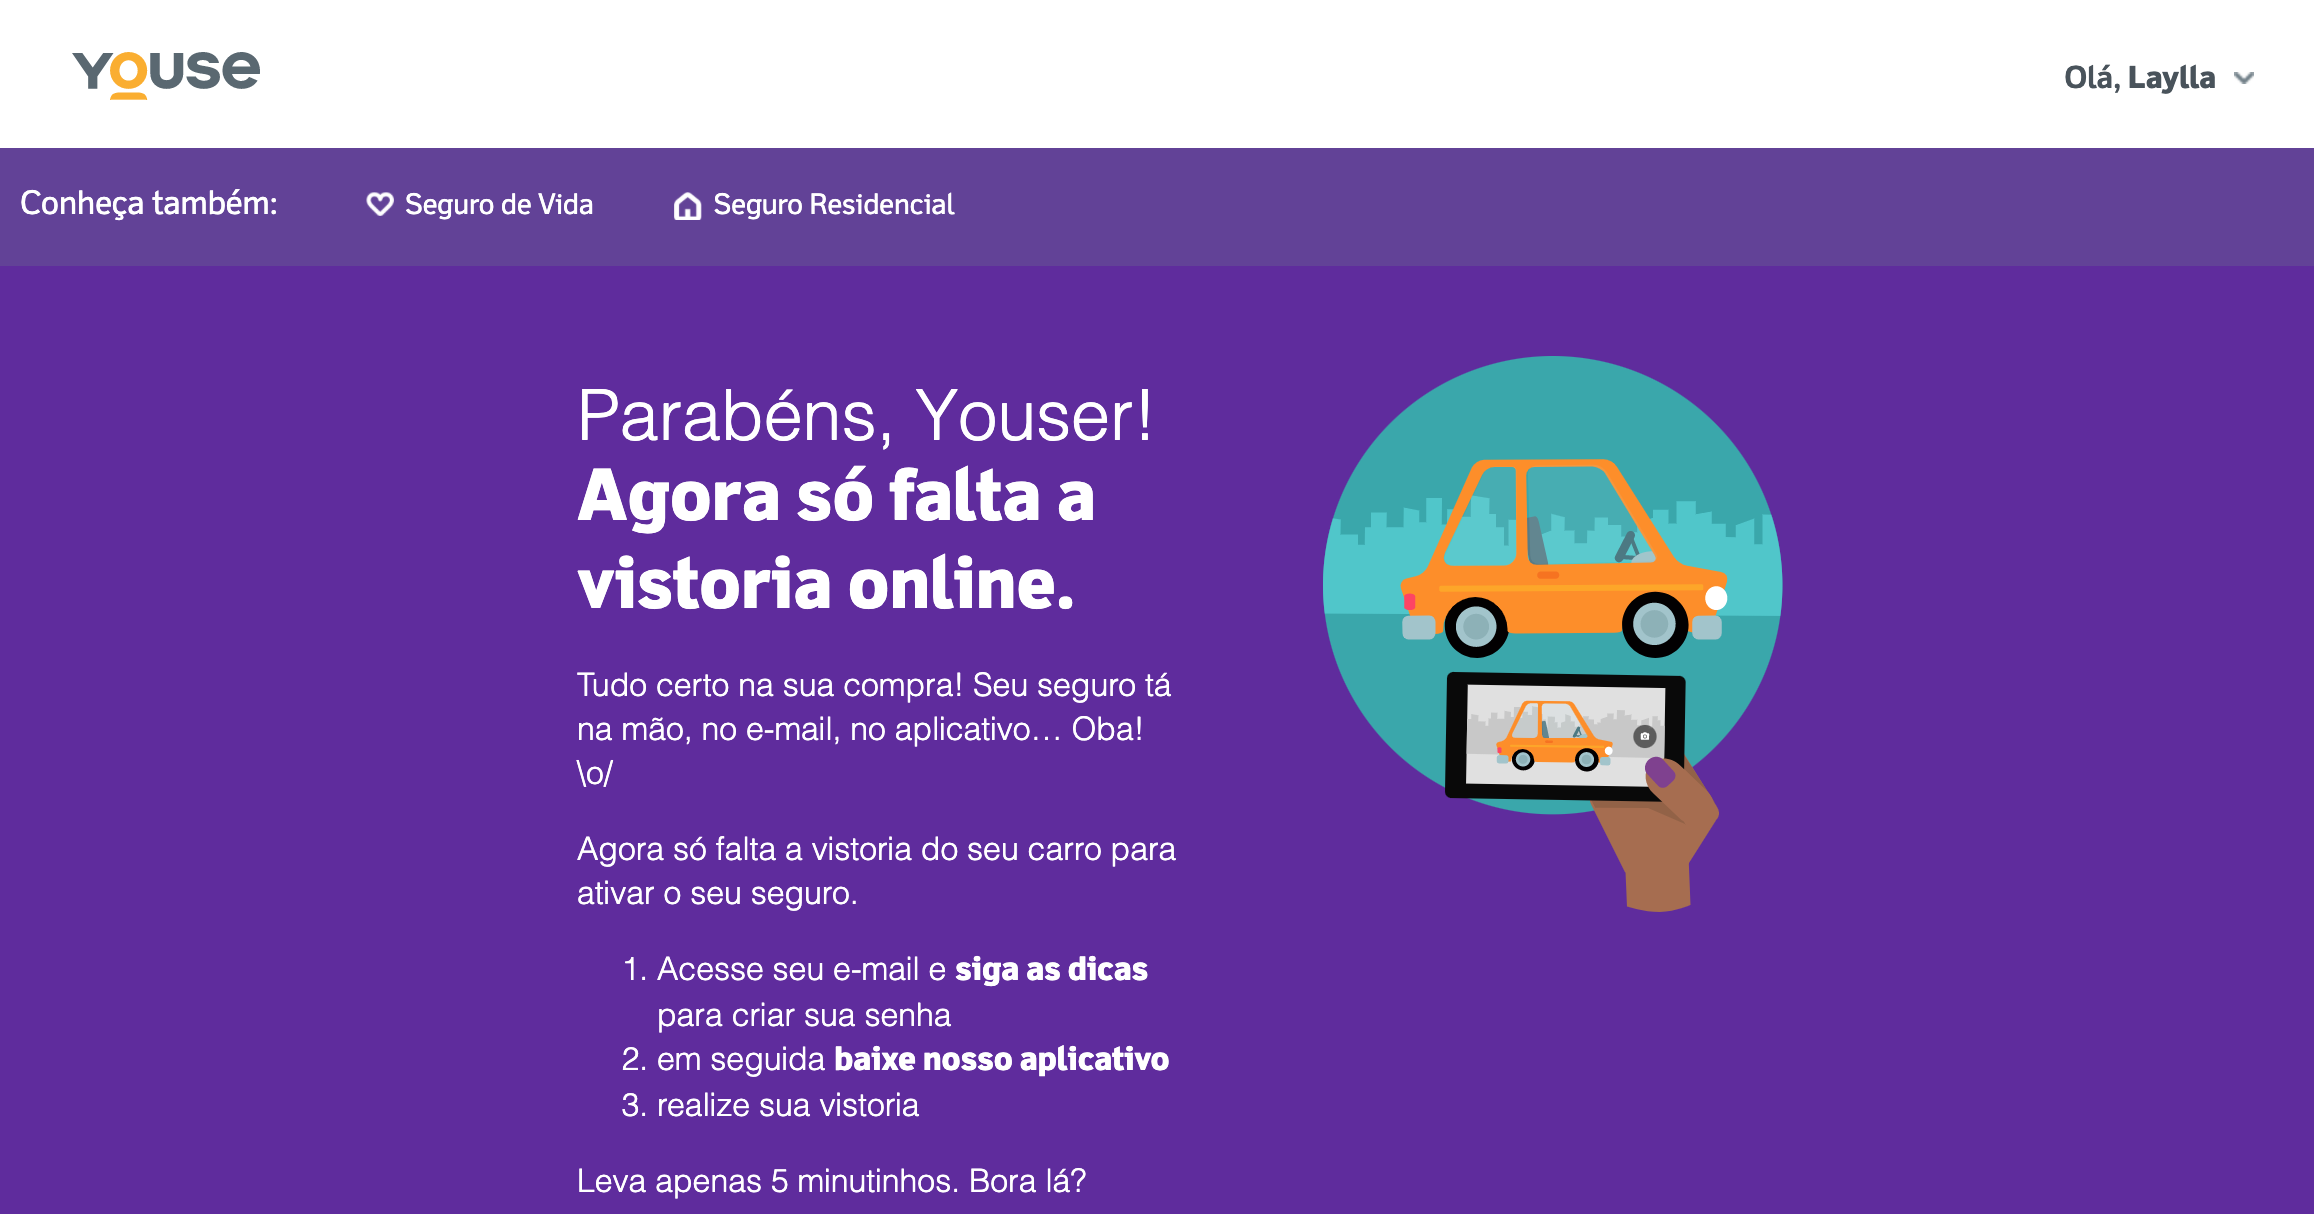 Youse
Olá, Laylla
Conheça também:
Seguro de Vida
Seguro Residencial
Parabéns, Youser!
Agora só falta a
vistoria online.
Tudo certo na sua compra! Seu seguro tá
na mão, no e-mail, no aplicativo… Oba!
\o/
Agora só falta a vistoria do seu carro para
ativar o seu seguro.
1. Acesse seu e-mail e siga as dicas
para criar sua senha
2. em seguida baixe nosso aplicativo
3. realize sua vistoria
Leva apenas 5 minutinhos. Bora lá?